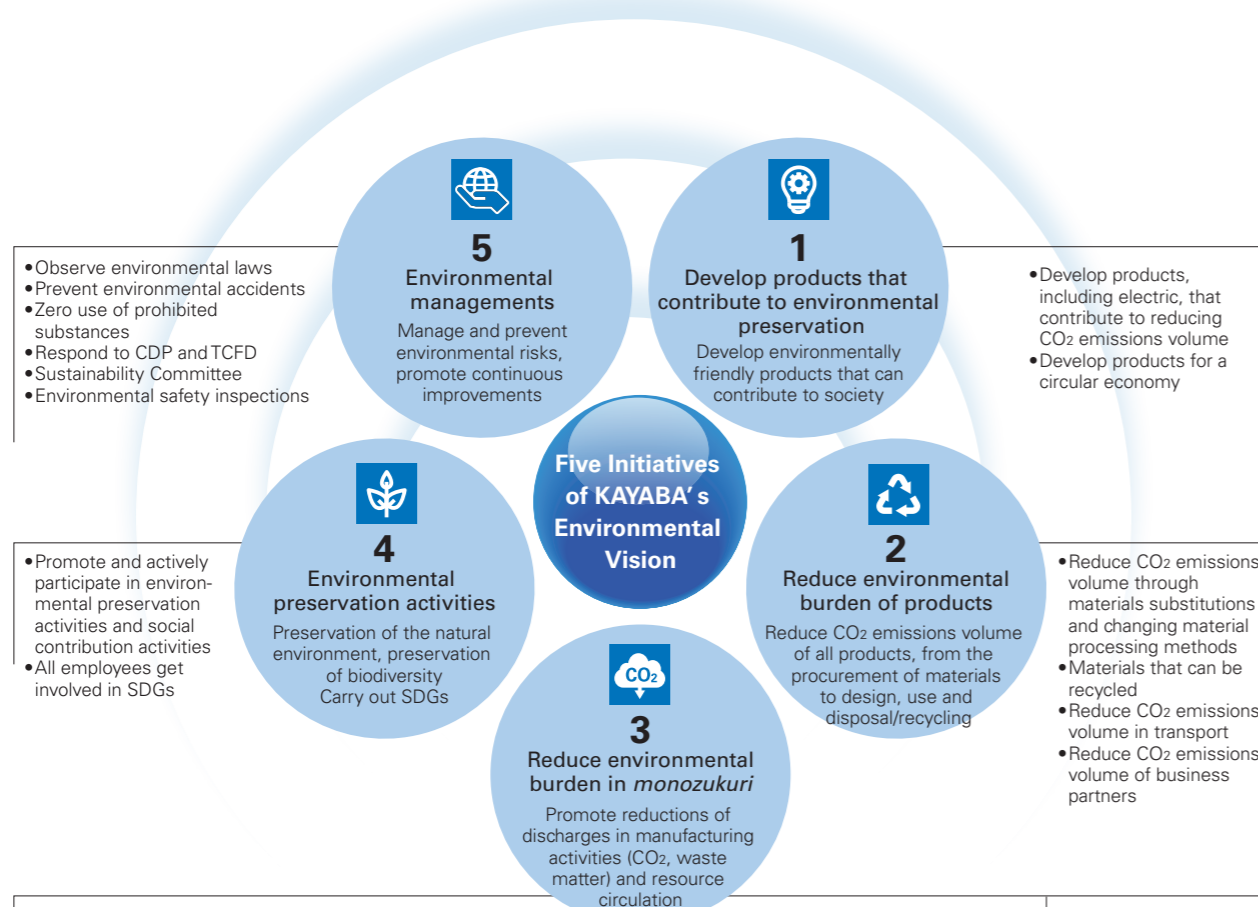 Five Initiatives
of KAYABA's
Environmental
Vision
1
Develop products that
contribute to environmental
preservation
Develop environmentally
friendly products that can
contribute to society
•Develop products,
including electric, that
contribute to reducing
CO2 emissions volume
•Develop products for a
circular economy
2
Reduce environmental
burden of products
Reduce CO2 emissions volume
of all products, from the
procurement of materials
to design, use and
disposal/recycling
•Reduce CO2 emissions
volume through
materials substitutions
and changing material
processing methods
•Materials that can be
recycled
•Reduce CO2 emissions
volume in transport
•Reduce CO2 emissions
volume of business
partners
CO2
3
Reduce environmental
burden in monozukuri
Promote reductions of
discharges in manufacturing
activities (CO2, waste
matter) and resource
circulation
4
Environmental
preservation activities
Preservation of the natural
environment, preservation
of biodiversity
Carry out SDGs
•Promote and actively
participate in environ-
mental preservation
activities and social
contribution activities
•All employees get
involved in SDGs
5
Environmental
managements
Manage and prevent
environmental risks,
promote continuous
improvements
•Observe environmental laws
•Prevent environmental accidents
•Zero use of prohibited
substances
•Respond to CDP and TCFD
•Sustainability Committee
•Environmental safety inspections